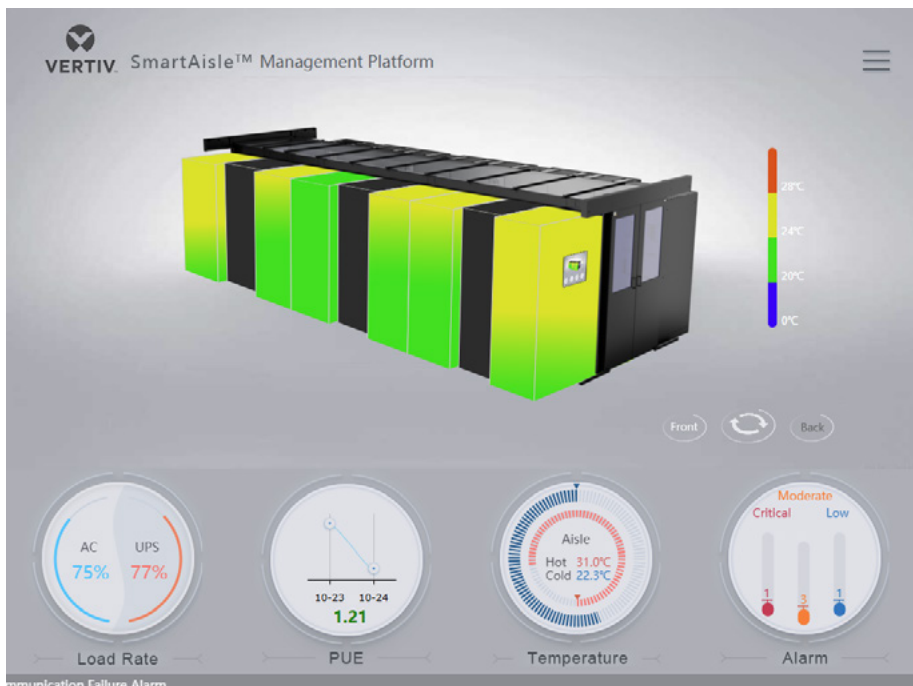 VERTIV. SmartAisle™ Management Platform
28℃
24℃
20℃
0℃
Front
Back
AC
75%
UPS
77%
Load Rate
10-23 10-24
1.21
PUE
Aisle
Hot 31.0℃
Cold 22.3℃
Temperature
Moderate
Critical
Low
1
3
1
Alarm
Failure Alarm